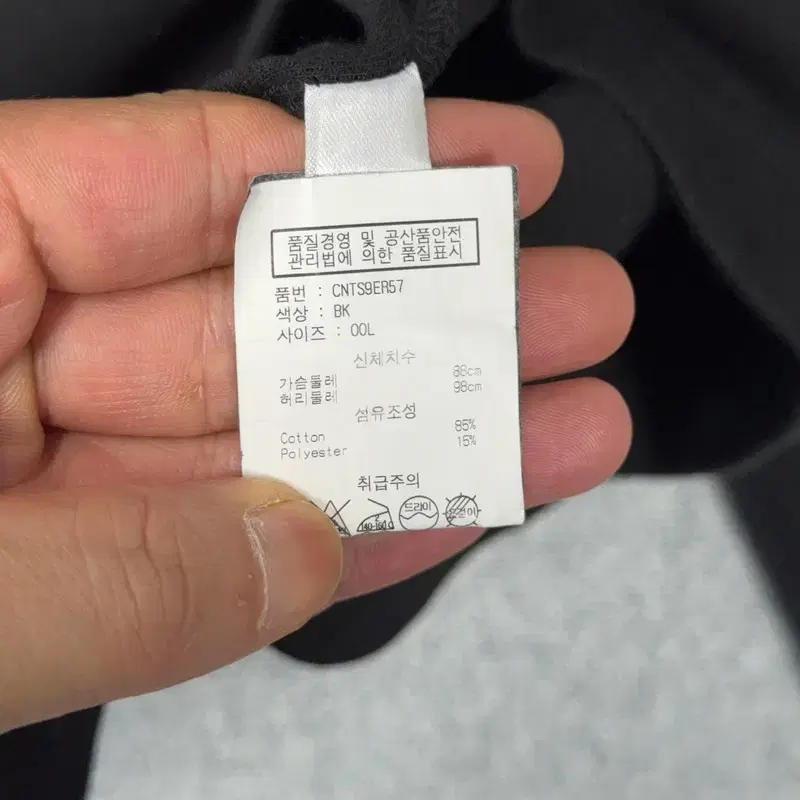 품질경영 및 공산품안전
관리법에 의한 품질표시
품번 : CNTS9ER57
색상 : BK
사이즈 : 00L
신체치수
가슴둘레 88cm
허리둘레 98cm
섬유조성
Cotton 85%
Polyester 15%
취급주의
드라이